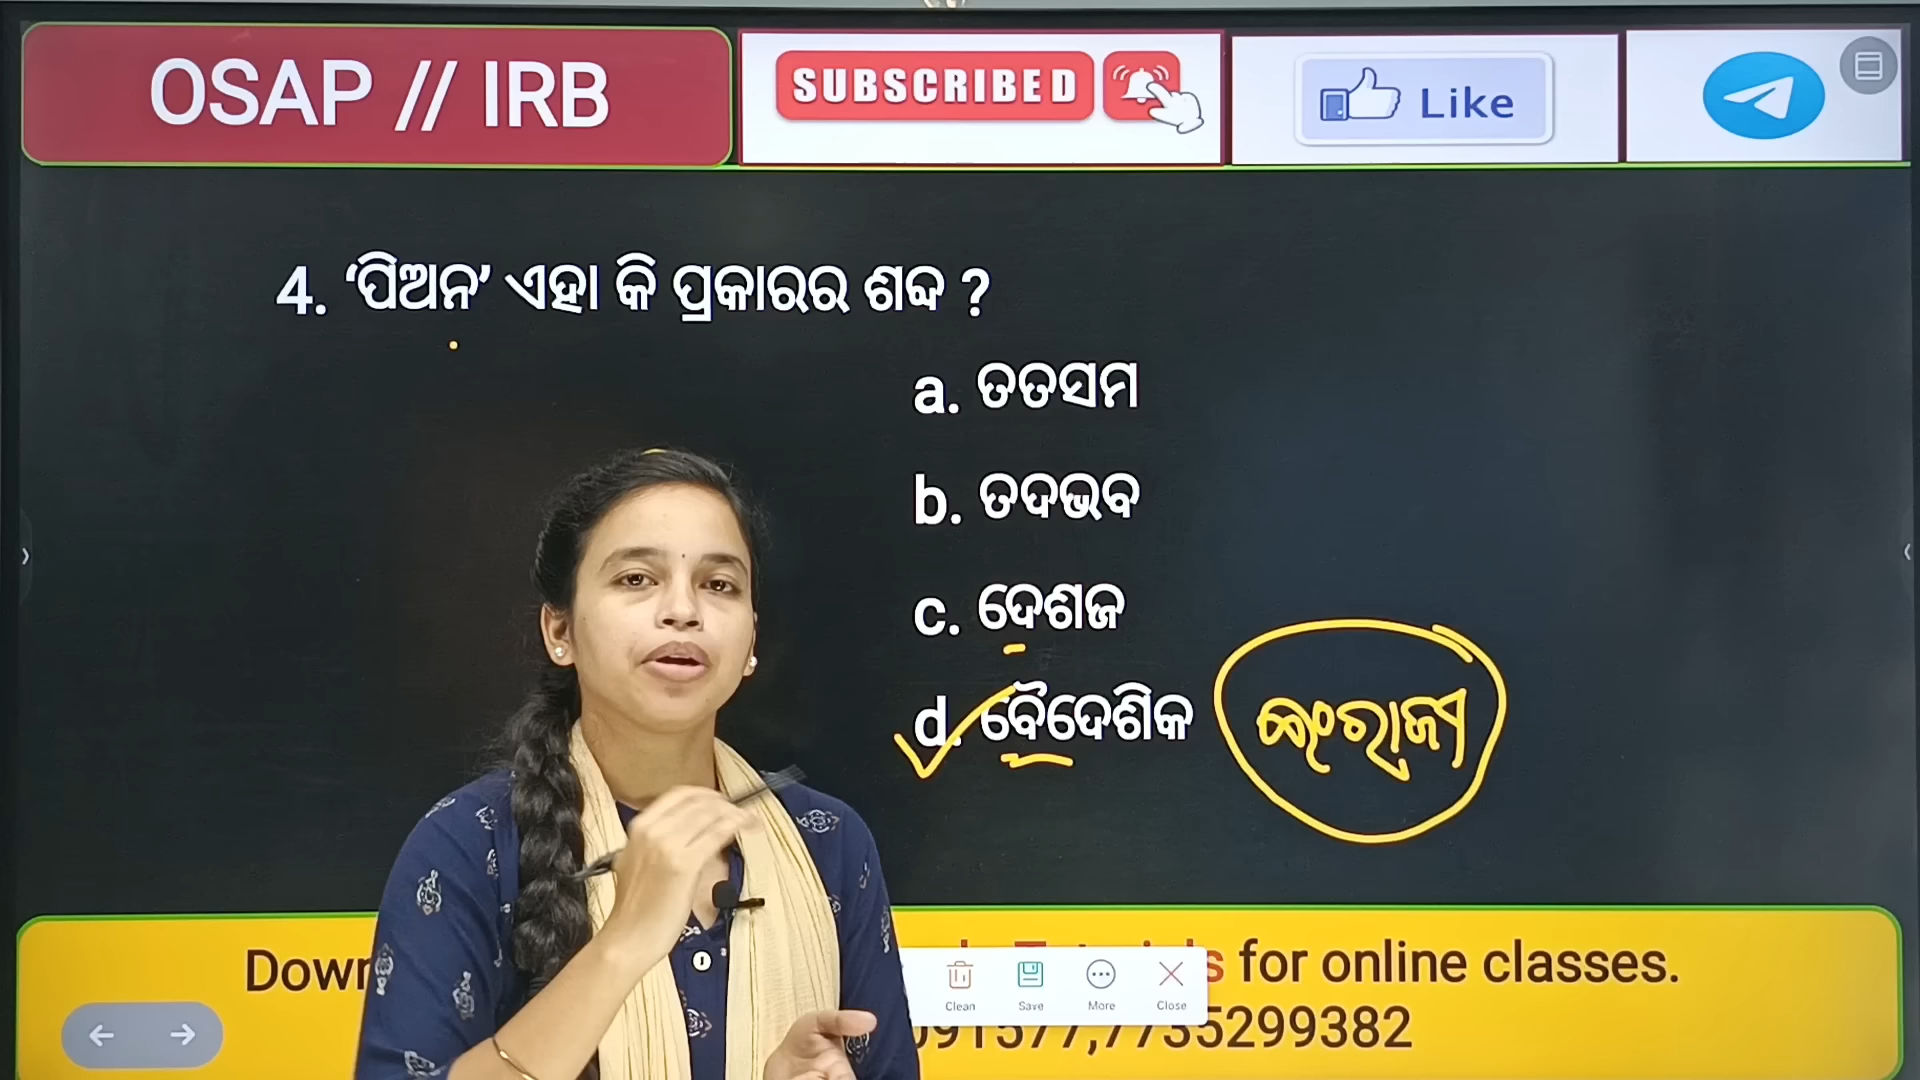 OSAP // IRB
SUBSCRIBED
Like
4. ‘ପିଅନ’ ଏହା କି ପ୍ରକାରର ଶବ୍ଦ ?
a. ତତସମ
b. ତଦଭବ
c. ଦେଶଜ
d. ବୈଦେଶିକ
ଇଂରାଜୀ
for online classes.
7735299382
Clean Save More Close